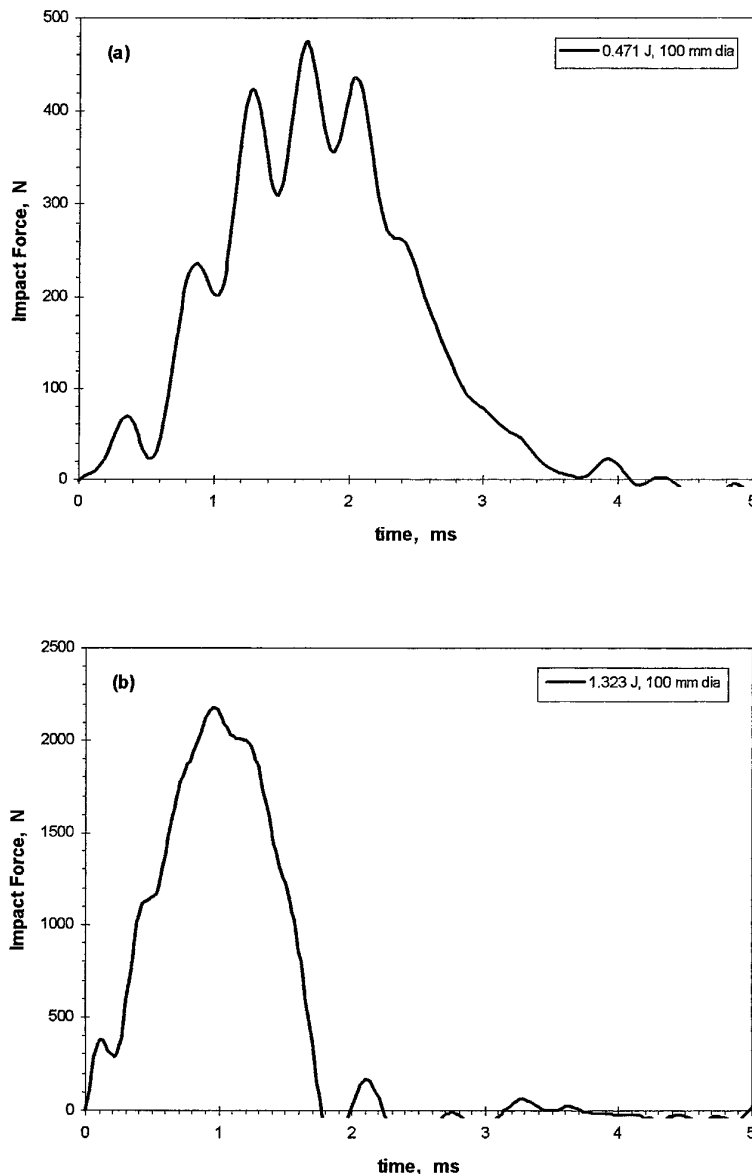 (a)
0.471 J, 100 mm dia
500
400
300
200
100
0
Impact Force, N
0 1 2 3 4 5
time, ms
(b)
1.323 J, 100 mm dia
2500
2000
1500
1000
500
0
Impact Force, N
0 1 2 3 4 5
time, ms